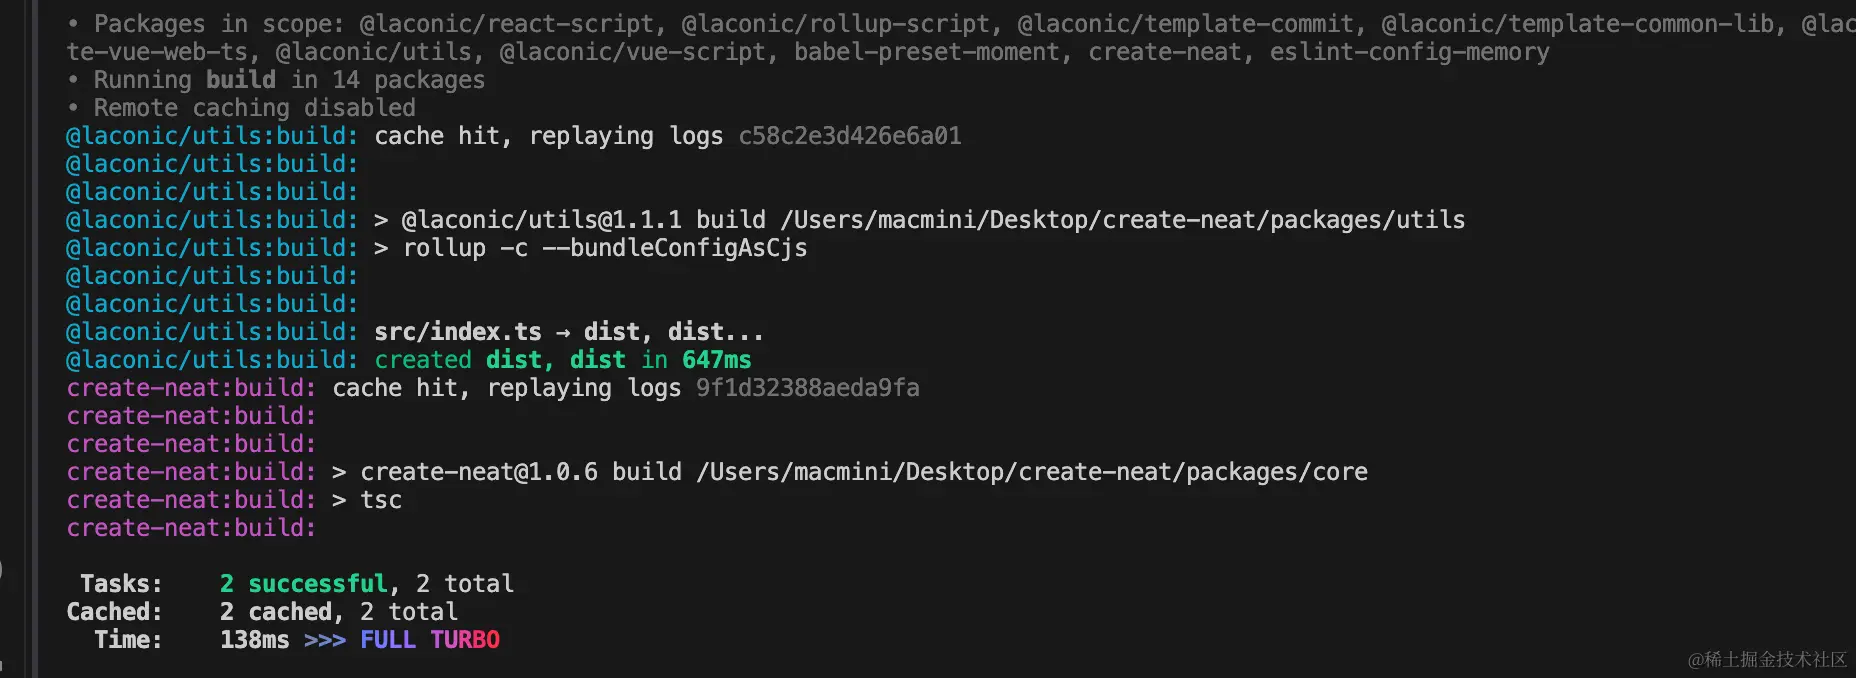 • Packages in scope: @laconic/react-script, @laconic/rollup-script, @laconic/template-commit, @laconic/template-common-lib, @lac
te-vue-web-ts, @laconic/utils, @laconic/vue-script, babel-preset-moment, create-neat, eslint-config-memory
• Running build in 14 packages
• Remote caching disabled
@laconic/utils:build: cache hit, replaying logs c58c2e3d426e6a01
@laconic/utils:build:
@laconic/utils:build:
@laconic/utils:build: > @laconic/utils@1.1.1 build /Users/macmini/Desktop/create-neat/packages/utils
@laconic/utils:build: > rollup -c --bundleConfigAsCjs
@laconic/utils:build:
@laconic/utils:build:
@laconic/utils:build: src/index.ts → dist, dist...
@laconic/utils:build: created dist, dist in 647ms
create-neat:build: cache hit, replaying logs 9f1d32388aeda9fa
create-neat:build:
create-neat:build:
create-neat:build: > create-neat@1.0.6 build /Users/macmini/Desktop/create-neat/packages/core
create-neat:build: > tsc
create-neat:build:
Tasks: 2 successful, 2 total
Cached: 2 cached, 2 total
Time: 138ms >>> FULL TURBO
@稀土掘金技术社区